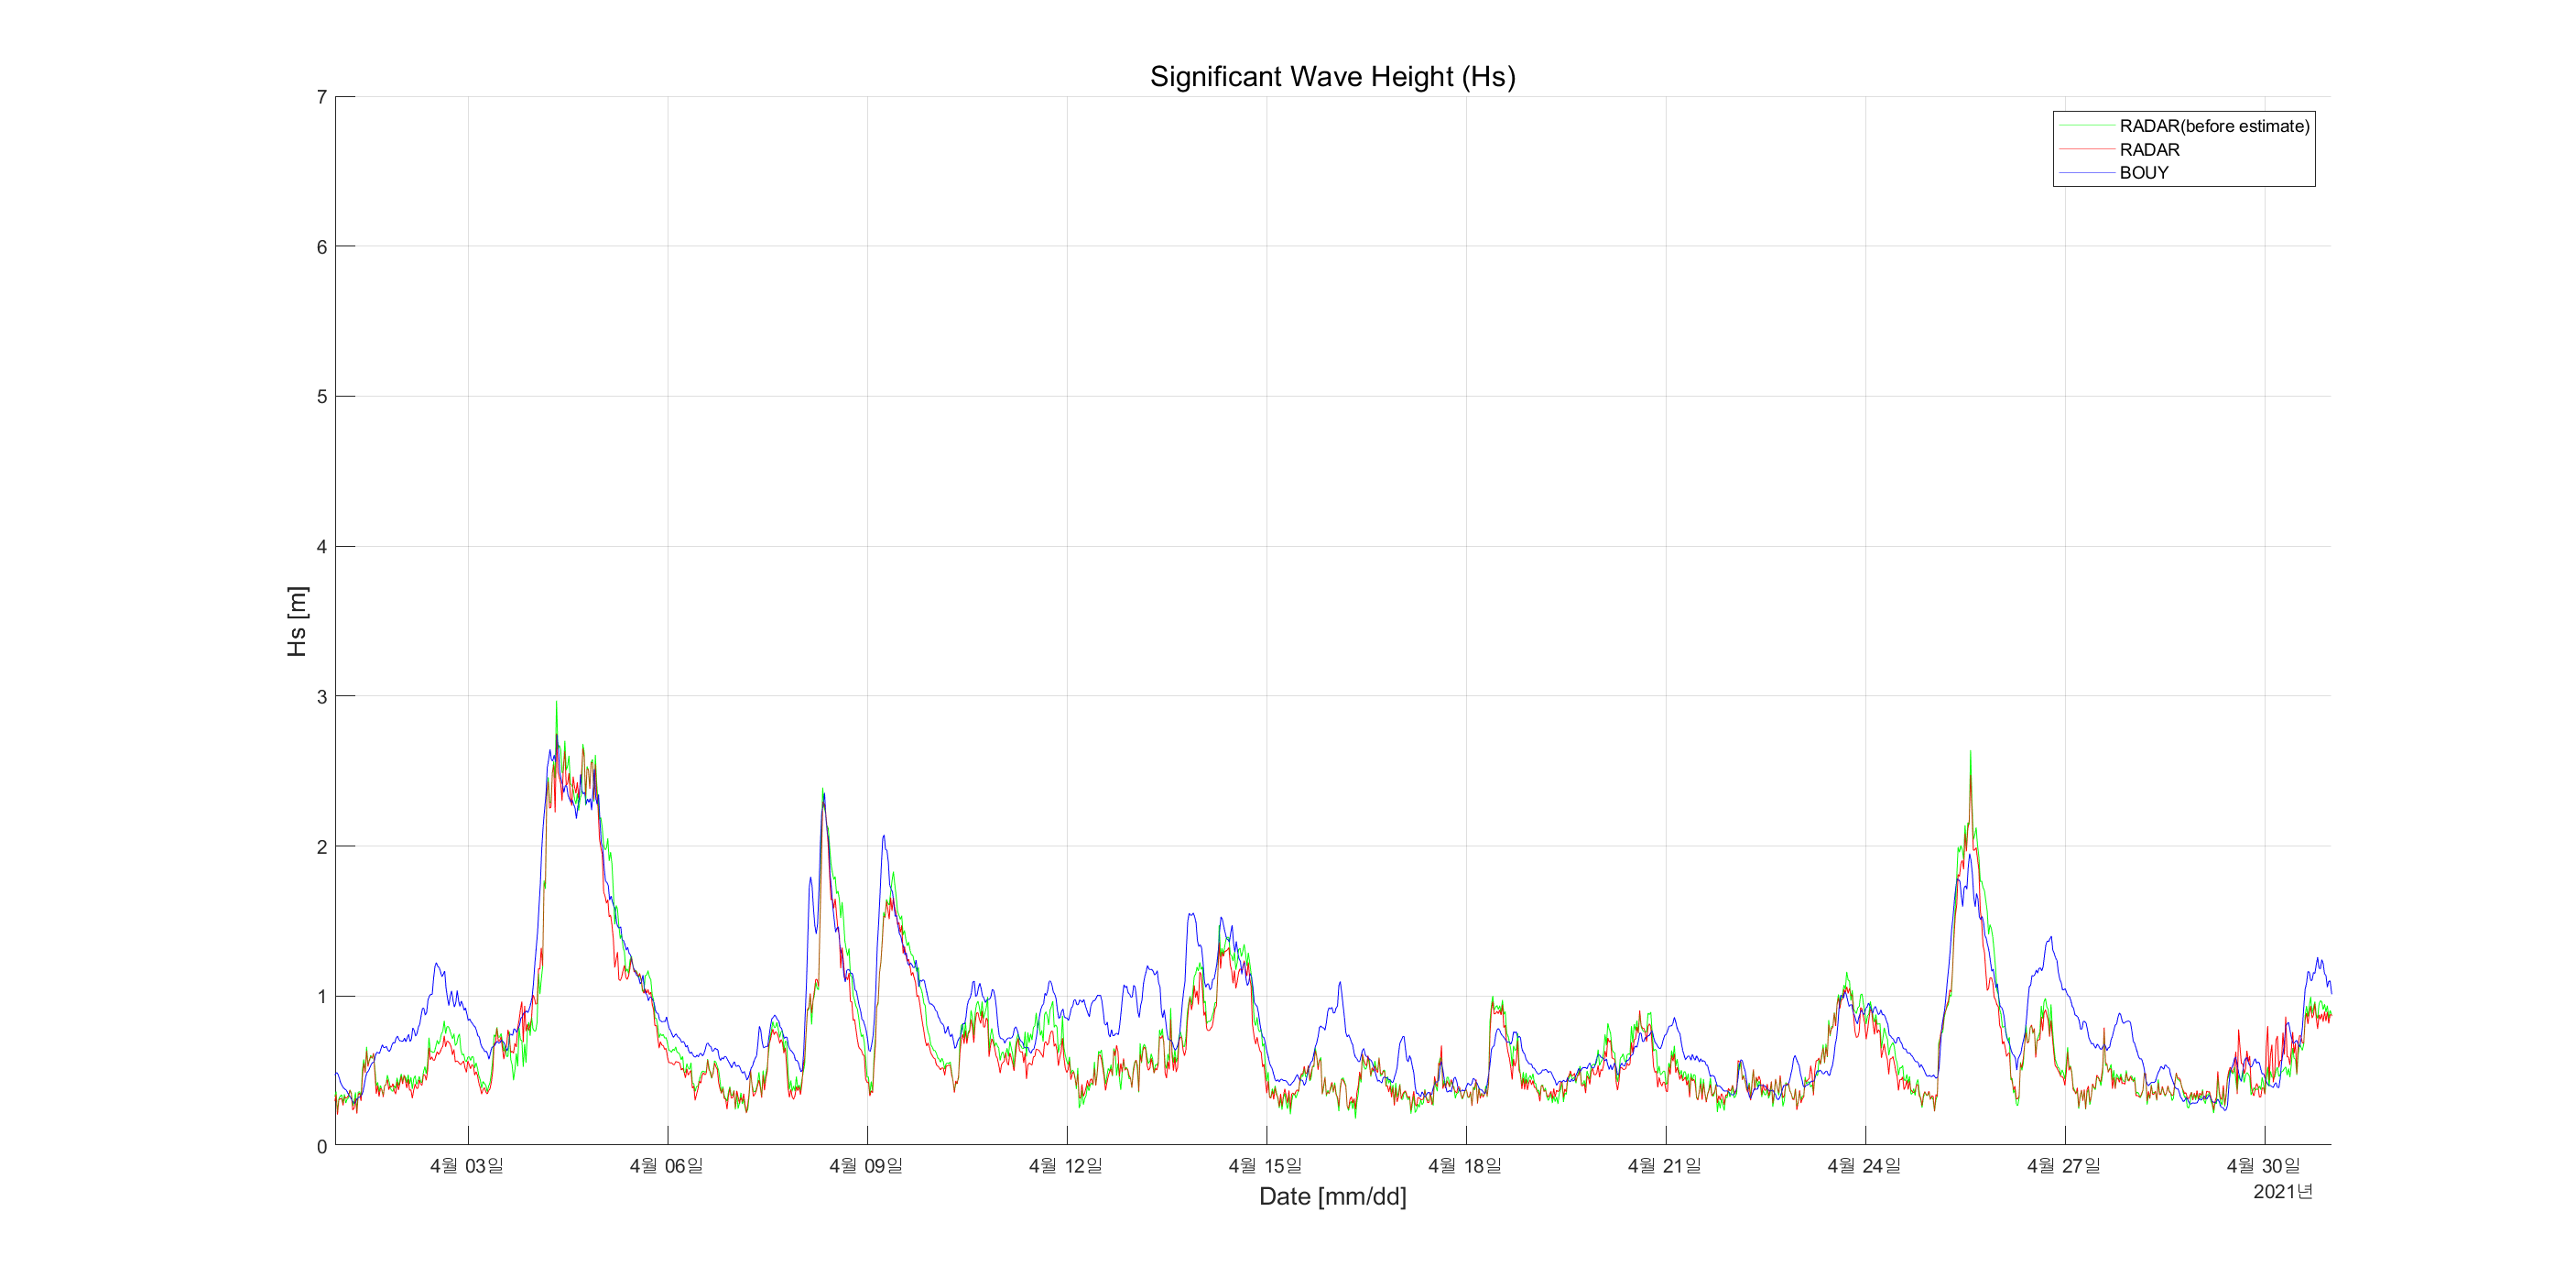 Significant Wave Height (Hs)
RADAR(before estimate)
RADAR
BOUY
7
6
5
4
3
2
1
0
Hs [m]
4월 03일
4월 06일
4월 09일
4월 12일
4월 15일
4월 18일
4월 21일
4월 24일
4월 27일
4월 30일
2021년
Date [mm/dd]